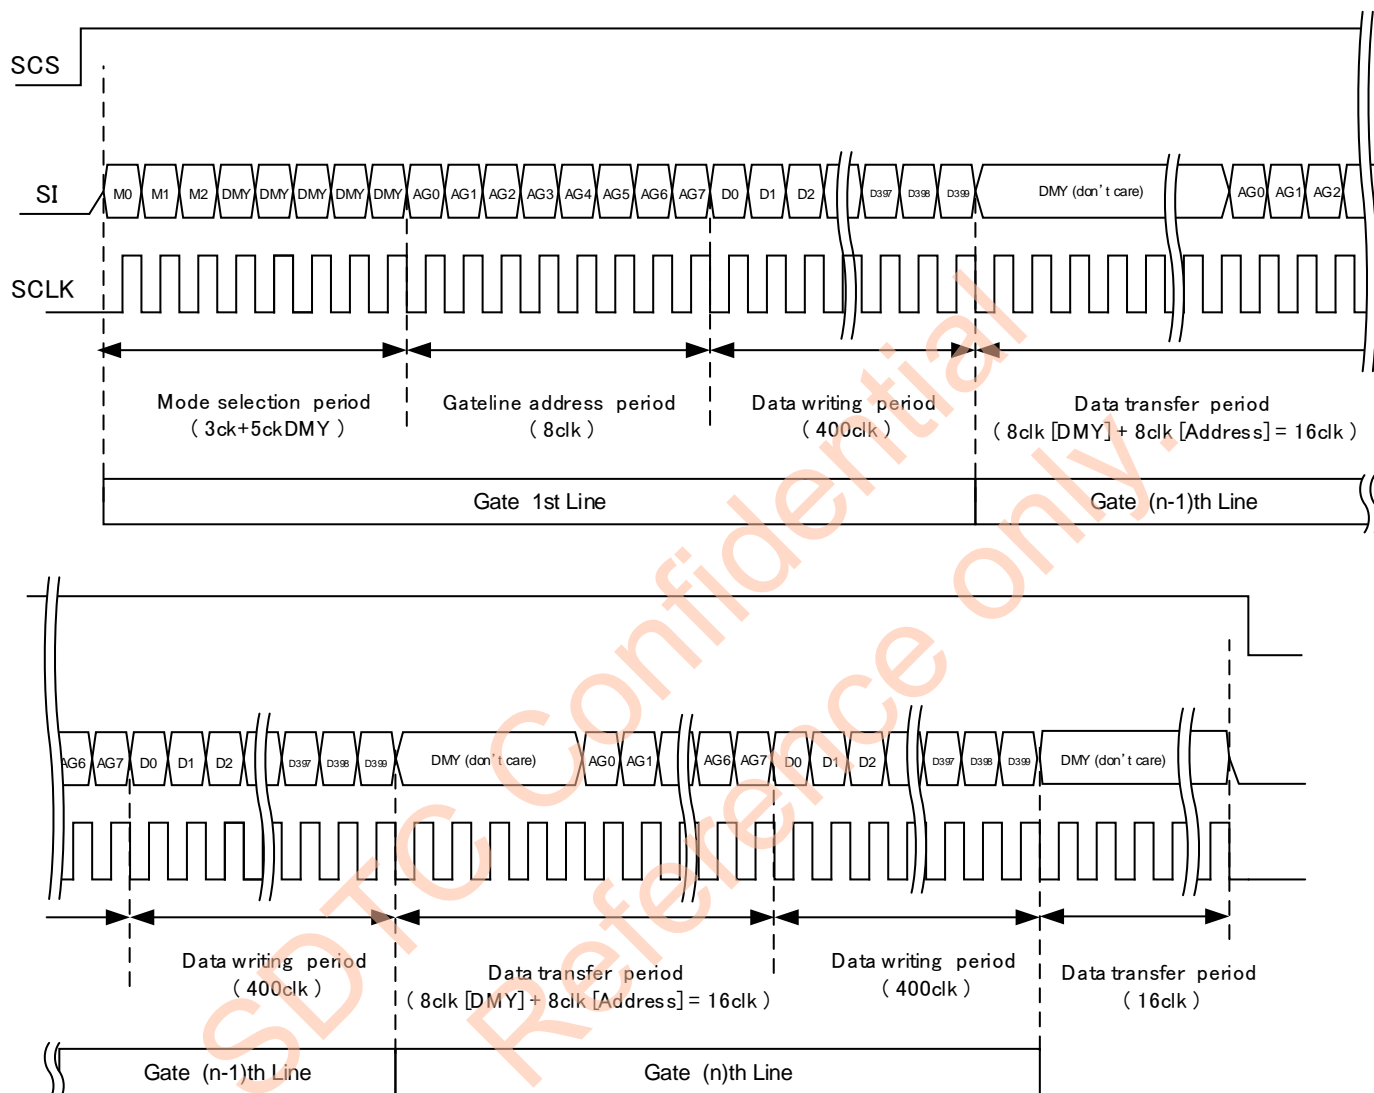 SCS
SI
M0 M1 M2 DMY DMY DMY DMY DMY AG0 AG1 AG2 AG3 AG4 AG5 AG6 AG7 D0 D1 D2 D397 D398 D399 DMY (don't care) AG0 AG1 AG2
SCLK
Mode selection period Gateline address period Data writing period Data transfer period
( 3ck+5ckDMY ) ( 8clk ) ( 400clk ) ( 8clk [DMY] + 8clk [Address] = 16clk )
Gate 1st Line Gate (n-1)th Line
AG6 AG7 D0 D1 D2 D397 D398 D399 DMY (don't care) AG0 AG1 AG6 AG7 D0 D1 D2 D397 D398 D399 DMY (don't care)
Data writing period Data transfer period Data writing period Data transfer period
( 400clk ) ( 8clk [DMY] + 8clk [Address] = 16clk ) ( 400clk ) ( 16clk )
Gate (n-1)th Line Gate (n)th Line
SDTC Confidential
Reference only.